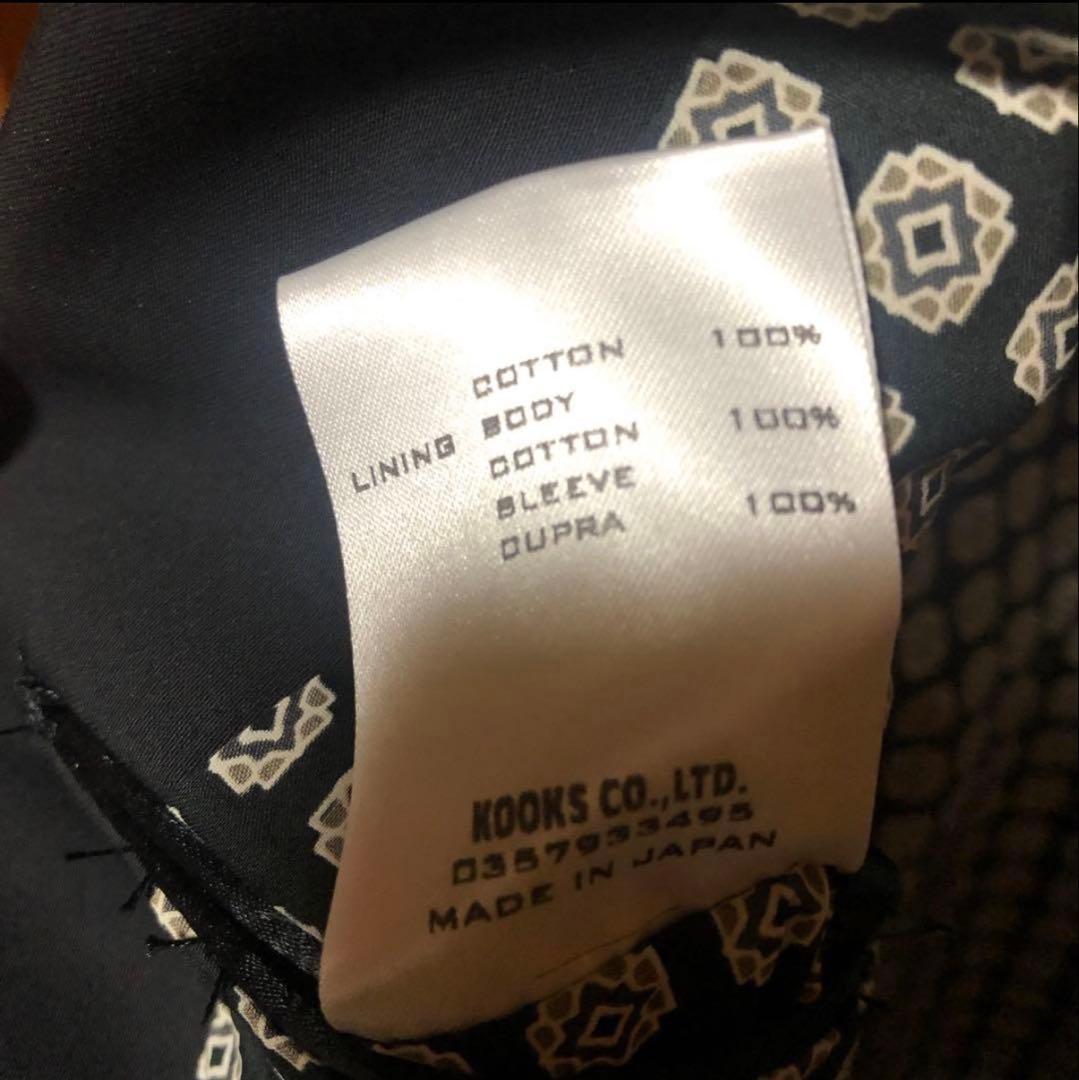 COTTON 100%
LINING BODY
COTTON 100%
SLEEVE
CUPRA 100%
KOOKS CO.,LTD.
0357933495
MADE IN JAPAN